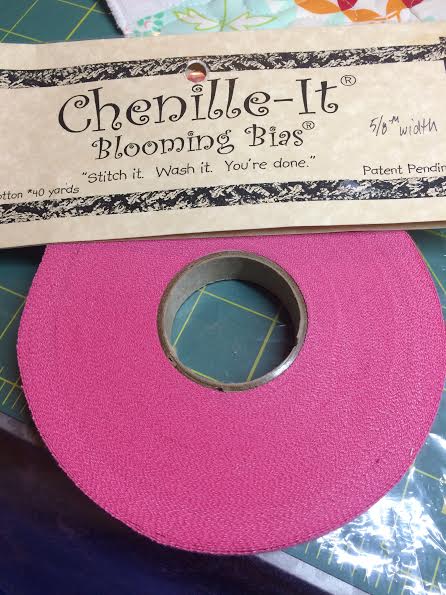 Chenille-It®
Blooming Bias®
5/8" width
"Stitch it. Wash it. You're done."
otton *40 yards
Patent Pendin